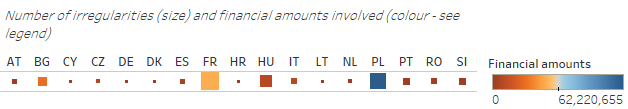 Number of irregularities (size) and financial amounts involved (colour - see
legend)
AT BG CY CZ DE DK ES FR HR HU IT LT NL PL PT RO SI
Financial amounts
0 62,220,655